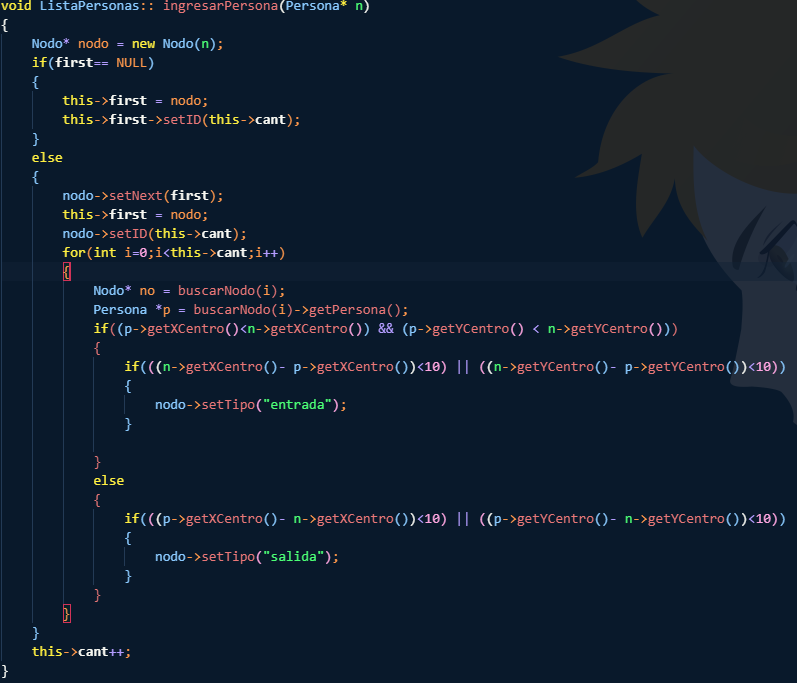 void ListaPersonas:: ingresarPersona(Persona* n)
{
    Nodo* nodo = new Nodo(n);
    if(first== NULL)
    {
        this->first = nodo;
        this->first->setID(this->cant);
    }
    else
    {
        nodo->setNext(first);
        this->first = nodo;
        nodo->setID(this->cant);
        for(int i=0;i<this->cant;i++)
        {
            Nodo* no = buscarNodo(i);
            Persona *p = buscarNodo(i)->getPersona();
            if((p->getXCentro()<n->getXCentro()) && (p->getYCentro() < n->getYCentro()))
            {
                if(((n->getXCentro()- p->getXCentro())<10) || ((n->getYCentro()- p->getYCentro())<10))
                {
                    nodo->setTipo("entrada");
                }

            }
            else
            {
                if(((p->getXCentro()- n->getXCentro())<10) || ((p->getYCentro()- n->getYCentro())<10))
                {
                    nodo->setTipo("salida");
                }
            }
        }
    }
    this->cant++;
}